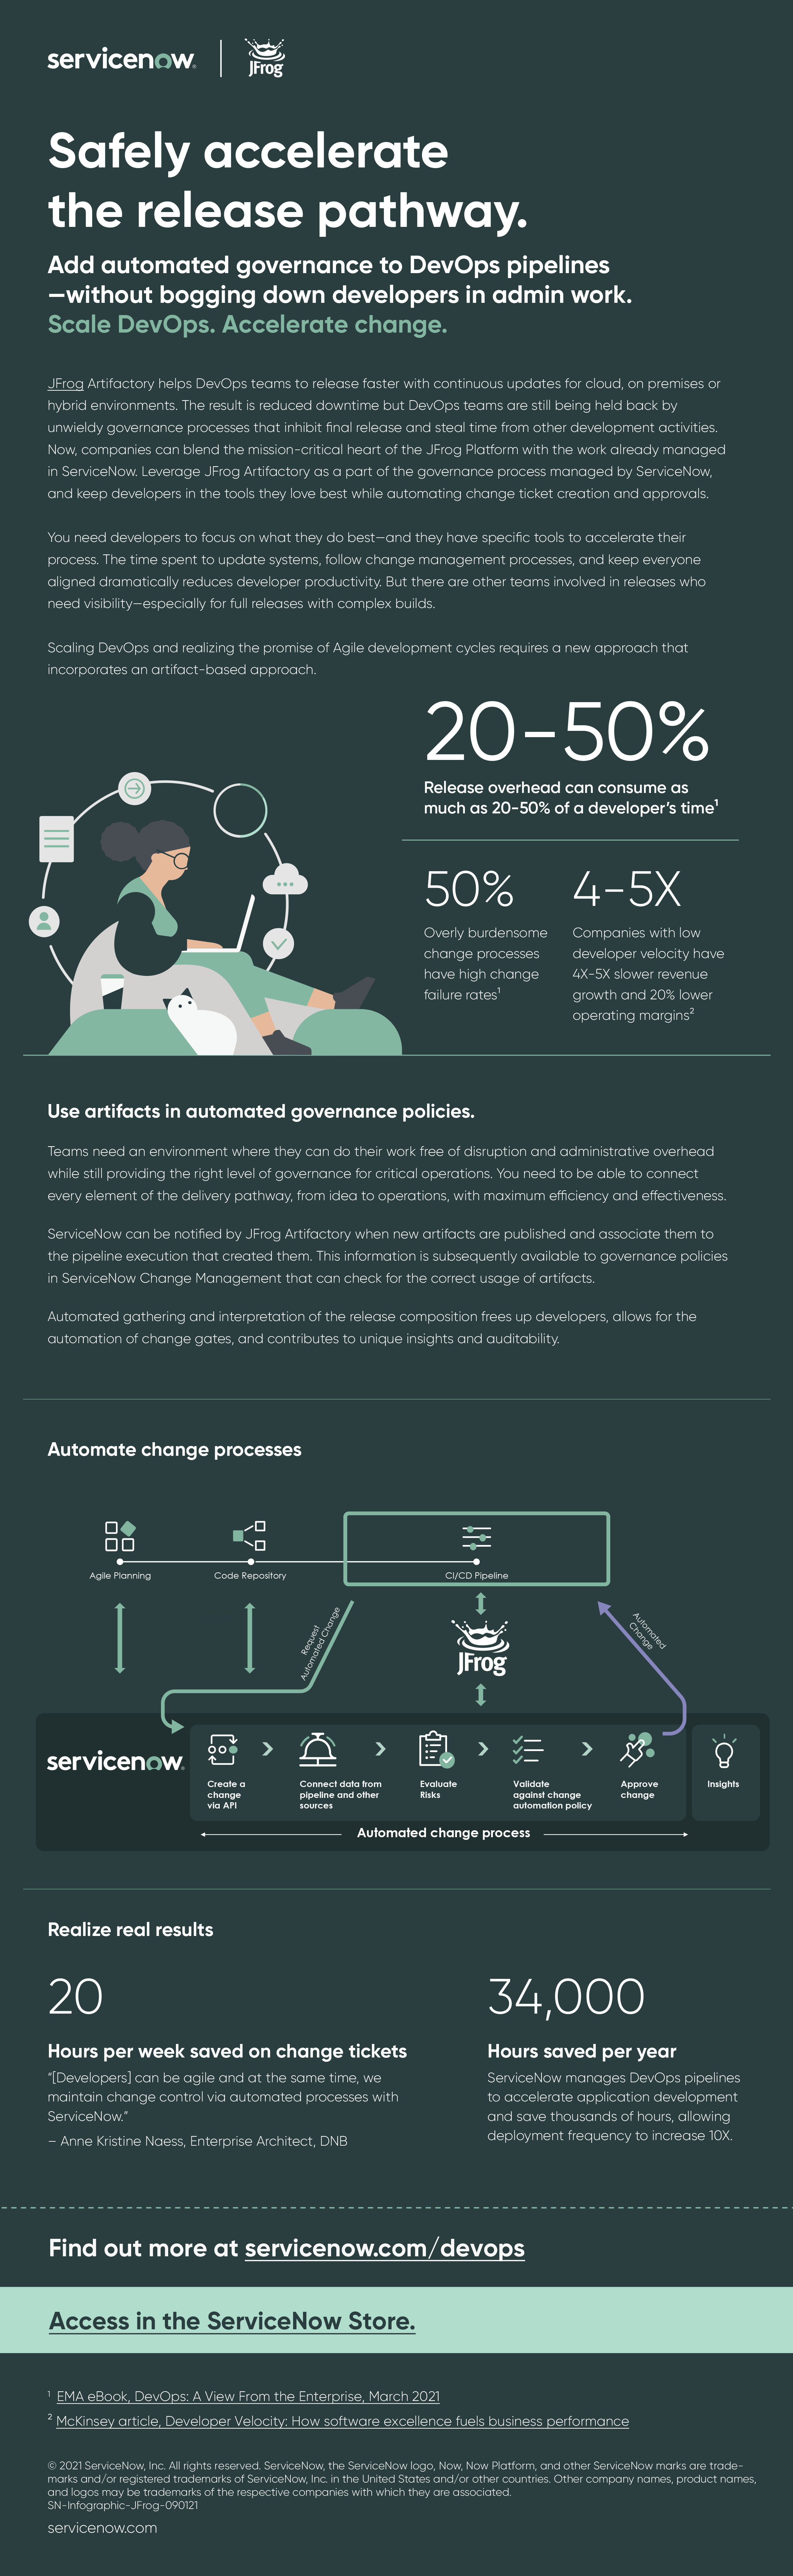 servicenow.
JFrog
Safely accelerate
the release pathway.
Add automated governance to DevOps pipelines
—without bogging down developers in admin work.
Scale DevOps. Accelerate change.
JFrog Artifactory helps DevOps teams to release faster with continuous updates for cloud, on premises or
hybrid environments. The result is reduced downtime but DevOps teams are still being held back by
unwieldy governance processes that inhibit final release and steal time from other development activities.
Now, companies can blend the mission-critical heart of the JFrog Platform with the work already managed
in ServiceNow. Leverage JFrog Artifactory as a part of the governance process managed by ServiceNow,
and keep developers in the tools they love best while automating change ticket creation and approvals.
You need developers to focus on what they do best—and they have specific tools to accelerate their
process. The time spent to update systems, follow change management processes, and keep everyone
aligned dramatically reduces developer productivity. But there are other teams involved in releases who
need visibility—especially for full releases with complex builds.
Scaling DevOps and realizing the promise of Agile development cycles requires a new approach that
incorporates an artifact-based approach.
20-50%
Release overhead can consume as
much as 20-50% of a developer's time¹
50%
Overly burdensome
change processes
have high change
failure rates¹
4-5X
Companies with low
developer velocity have
4X-5X slower revenue
growth and 20% lower
operating margins²
Use artifacts in automated governance policies.
Teams need an environment where they can do their work free of disruption and administrative overhead
while still providing the right level of governance for critical operations. You need to be able to connect
every element of the delivery pathway, from idea to operations, with maximum efficiency and effectiveness.
ServiceNow can be notified by JFrog Artifactory when new artifacts are published and associate them to
the pipeline execution that created them. This information is subsequently available to governance policies
in ServiceNow Change Management that can check for the correct usage of artifacts.
Automated gathering and interpretation of the release composition frees up developers, allows for the
automation of change gates, and contributes to unique insights and auditability.
Automate change processes
Agile Planning
Code Repository
CI/CD Pipeline
Request
Automated Change
JFrog
Automated
Change
servicenow.
Create a
change
via API
Connect data from
pipeline and other
sources
Evaluate
Risks
Validate
against change
automation policy
Approve
change
Insights
Automated change process
Realize real results
20
Hours per week saved on change tickets
"[Developers] can be agile and at the same time, we
maintain change control via automated processes with
ServiceNow."
– Anne Kristine Naess, Enterprise Architect, DNB
34,000
Hours saved per year
ServiceNow manages DevOps pipelines
to accelerate application development
and save thousands of hours, allowing
deployment frequency to increase 10X.
Find out more at servicenow.com/devops
Access in the ServiceNow Store.
¹ EMA eBook, DevOps: A View From the Enterprise, March 2021
² McKinsey article, Developer Velocity: How software excellence fuels business performance
© 2021 ServiceNow, Inc. All rights reserved. ServiceNow, the ServiceNow logo, Now, Now Platform, and other ServiceNow marks are trade-
marks and/or registered trademarks of ServiceNow, Inc. in the United States and/or other countries. Other company names, product names,
and logos may be trademarks of the respective companies with which they are associated.
SN-Infographic-JFrog-090121
servicenow.com